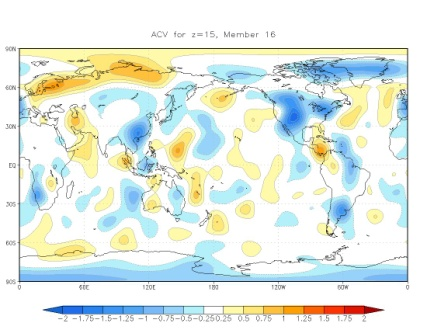 ACV for z=15, Member 16
90N
60N
30N
EQ
30S
60S
90S
0 60E 120E 180 120W 60W 0
-2 -1.75 -1.5 -1.25 -1 -0.75 -0.5 -0.25 0.25 0.5 0.75 1 1.25 1.5 1.75 2